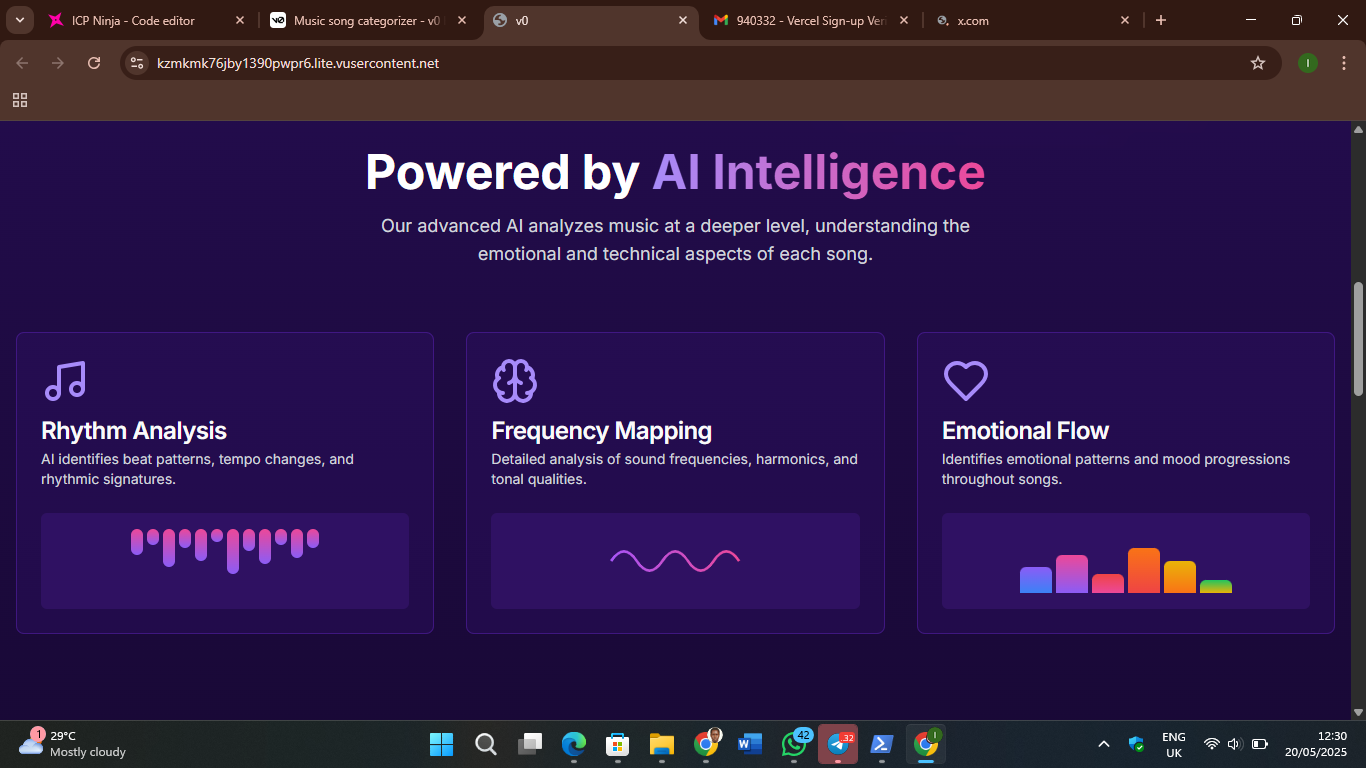 ICP Ninja - Code editor
Music song categorizer - v0
v0
940332 - Vercel Sign-up Veri
x.com
kzmkmk76jby1390pwpr6.lite.vusercontent.net
I
Powered by AI Intelligence
Our advanced AI analyzes music at a deeper level, understanding the
emotional and technical aspects of each song.
Rhythm Analysis
AI identifies beat patterns, tempo changes, and
rhythmic signatures.
Frequency Mapping
Detailed analysis of sound frequencies, harmonics, and
tonal qualities.
Emotional Flow
Identifies emotional patterns and mood progressions
throughout songs.
1
29°C
Mostly cloudy
42
32
I
ENG
UK
12:30
20/05/2025